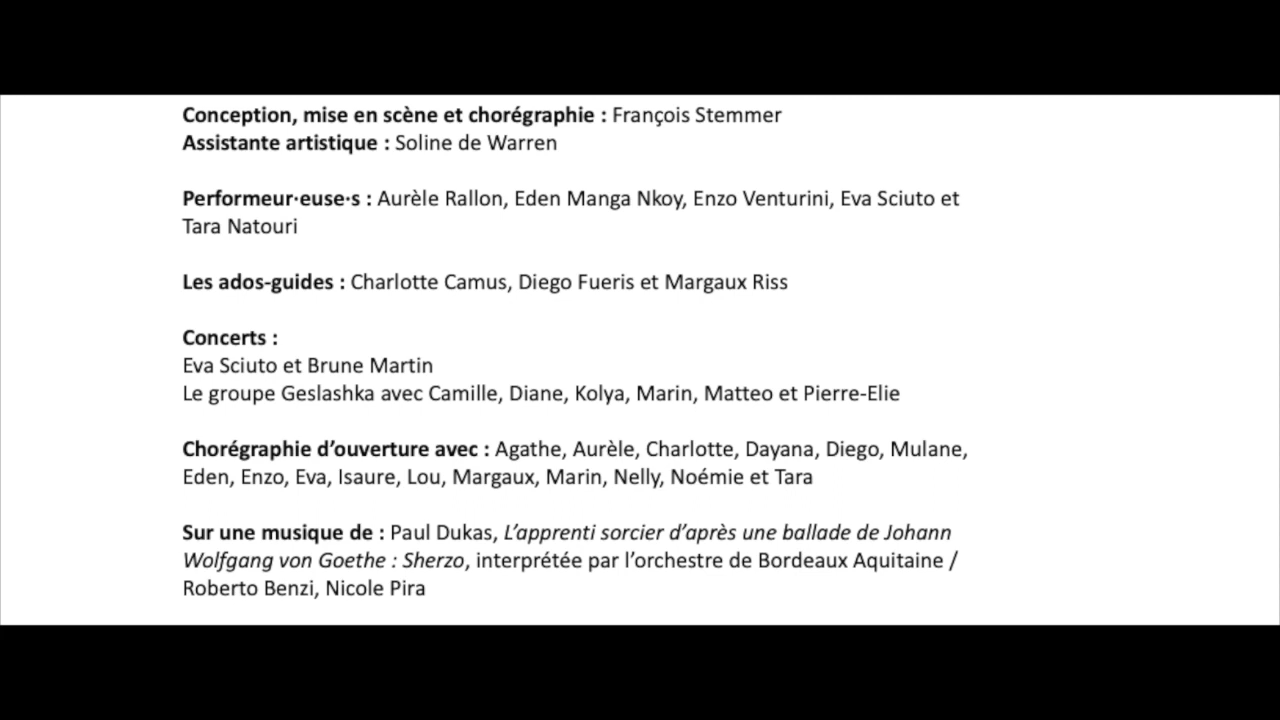 Conception, mise en scène et chorégraphie : François Stemmer
Assistante artistique : Soline de Warren
Performeur·euse·s : Aurèle Rallon, Eden Manga Nkoy, Enzo Venturini, Eva Sciuto et
Tara Natouri
Les ados-guides : Charlotte Camus, Diego Fueris et Margaux Riss
Concerts :
Eva Sciuto et Brune Martin
Le groupe Geslashka avec Camille, Diane, Kolya, Marin, Matteo et Pierre-Elie
Chorégraphie d’ouverture avec : Agathe, Aurèle, Charlotte, Dayana, Diego, Mulane,
Eden, Enzo, Eva, Isaure, Lou, Margaux, Marin, Nelly, Noémie et Tara
Sur une musique de : Paul Dukas, L’apprenti sorcier d’après une ballade de Johann
Wolfgang von Goethe : Sherzo, interprétée par l’orchestre de Bordeaux Aquitaine /
Roberto Benzi, Nicole Pira